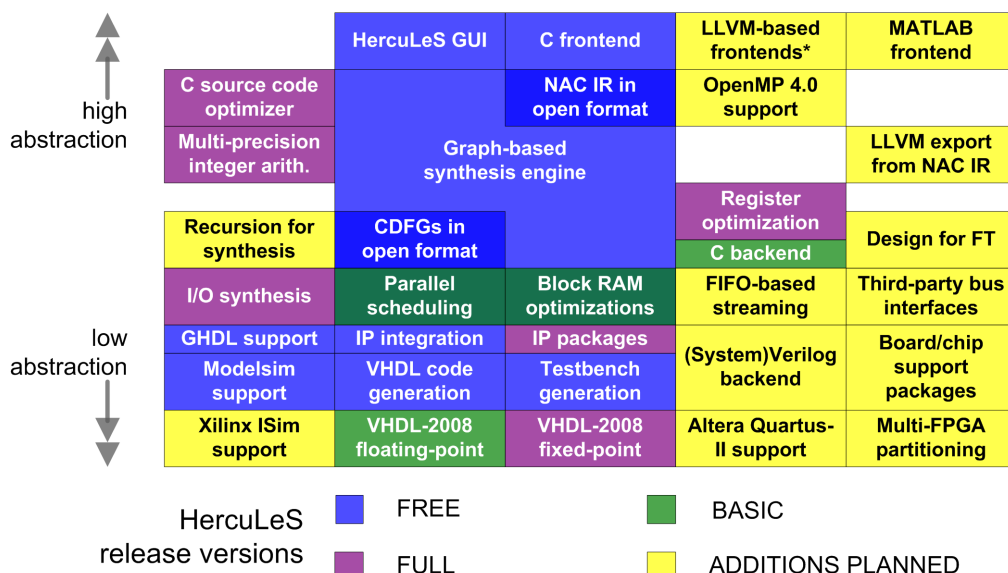 HercuLeS GUI
C frontend
LLVM-based
frontends*
MATLAB
frontend
high
abstraction
C source code
optimizer
NAC IR in
open format
OpenMP 4.0
support
Multi-precision
integer arith.
Graph-based
synthesis engine
LLVM export
from NAC IR
Register
optimization
Recursion for
synthesis
CDFGs in
open format
C backend
Design for FT
I/O synthesis
Parallel
scheduling
Block RAM
optimizations
FIFO-based
streaming
Third-party bus
interfaces
low
abstraction
GHDL support
IP integration
IP packages
(System)Verilog
backend
Board/chip
support
packages
Modelsim
support
VHDL code
generation
Testbench
generation
Xilinx ISim
support
VHDL-2008
floating-point
VHDL-2008
fixed-point
Altera Quartus-
II support
Multi-FPGA
partitioning
HercuLeS
release versions
FREE
BASIC
FULL
ADDITIONS PLANNED